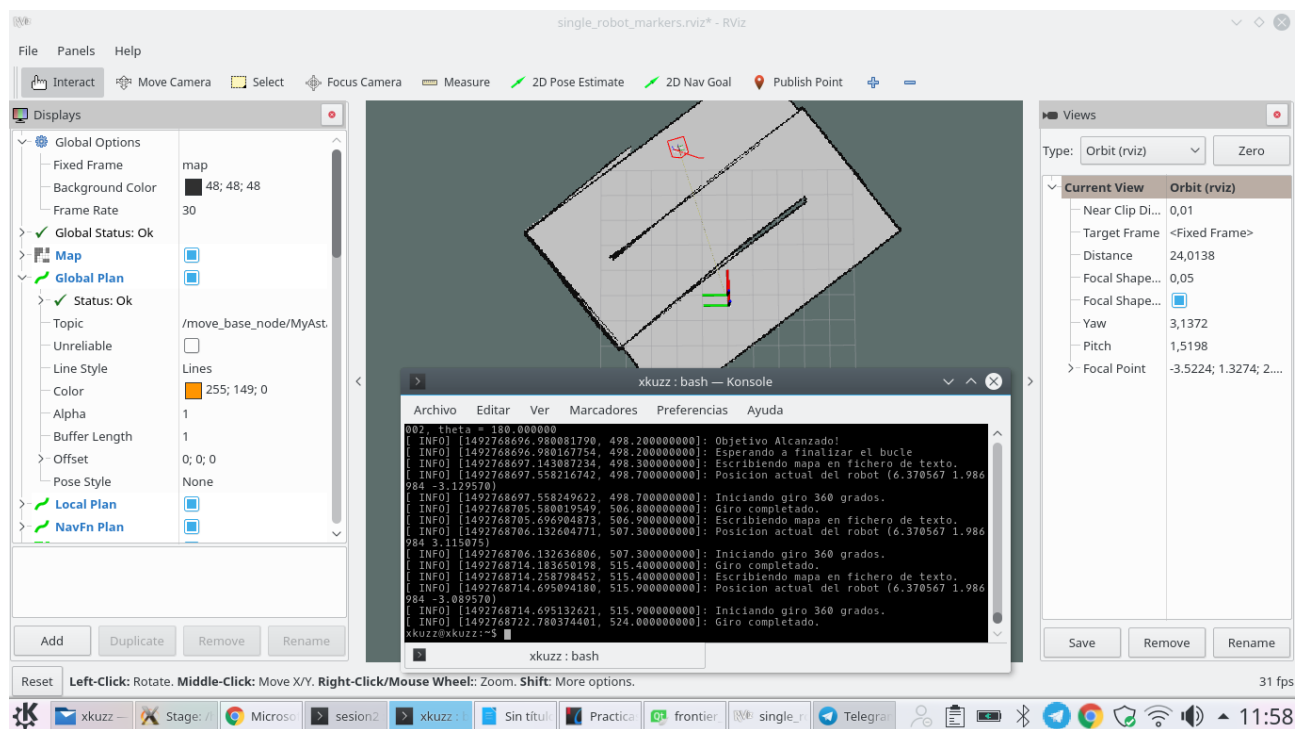 single_robot_markers.rviz* - RViz
File Panels Help
Interact Move Camera Select Focus Camera Measure 2D Pose Estimate 2D Nav Goal Publish Point
Displays
Global Options
Fixed Frame map
Background Color 48; 48; 48
Frame Rate 30
Global Status: Ok
Map
Global Plan
Status: Ok
Topic /move_base_node/MyAst
Unreliable
Line Style Lines
Color 255; 149; 0
Alpha 1
Buffer Length 1
Offset 0; 0; 0
Pose Style None
Local Plan
NavFn Plan
Add Duplicate Remove Rename
Views
Type: Orbit (rviz) Zero
Current View Orbit (rviz)
Near Clip Di... 0,01
Target Frame <Fixed Frame>
Distance 24,0138
Focal Shape... 0,05
Focal Shape...
Yaw 3,1372
Pitch 1,5198
Focal Point -3.5224; 1.3274; 2....
Save Remove Rename
xkuzz : bash — Konsole
Archivo Editar Ver Marcadores Preferencias Ayuda
002, theta = 180.000000
[ INFO] [1492768696.980081790, 498.200000000]: Objetivo Alcanzado!
[ INFO] [1492768696.980167754, 498.200000000]: Esperando a finalizar el bucle
[ INFO] [1492768697.143087234, 498.300000000]: Escribiendo mapa en fichero de texto.
[ INFO] [1492768697.558216742, 498.700000000]: Posicion actual del robot (6.370567 1.986
984 -3.129570)
[ INFO] [1492768697.558249622, 498.700000000]: Iniciando giro 360 grados.
[ INFO] [1492768705.580019549, 506.800000000]: Giro completado.
[ INFO] [1492768705.696904873, 506.900000000]: Escribiendo mapa en fichero de texto.
[ INFO] [1492768706.132604771, 507.300000000]: Posicion actual del robot (6.370567 1.986
984 3.115075)
[ INFO] [1492768706.132636806, 507.300000000]: Iniciando giro 360 grados.
[ INFO] [1492768714.183650198, 515.400000000]: Giro completado.
[ INFO] [1492768714.258798452, 515.400000000]: Escribiendo mapa en fichero de texto.
[ INFO] [1492768714.695094180, 515.900000000]: Posicion actual del robot (6.370567 1.986
984 -3.089570)
[ INFO] [1492768714.695132621, 515.900000000]: Iniciando giro 360 grados.
[ INFO] [1492768722.780374401, 524.000000000]: Giro completado.
xkuzz@xkuzz:~$
xkuzz : bash
Reset Left-Click: Rotate. Middle-Click: Move X/Y. Right-Click/Mouse Wheel:: Zoom. Shift: More options. 31 fps
xkuzz — Stage: / Microso sesion2 xkuzz : b Sin títul Practica frontier_ single_r Telegrar 11:58